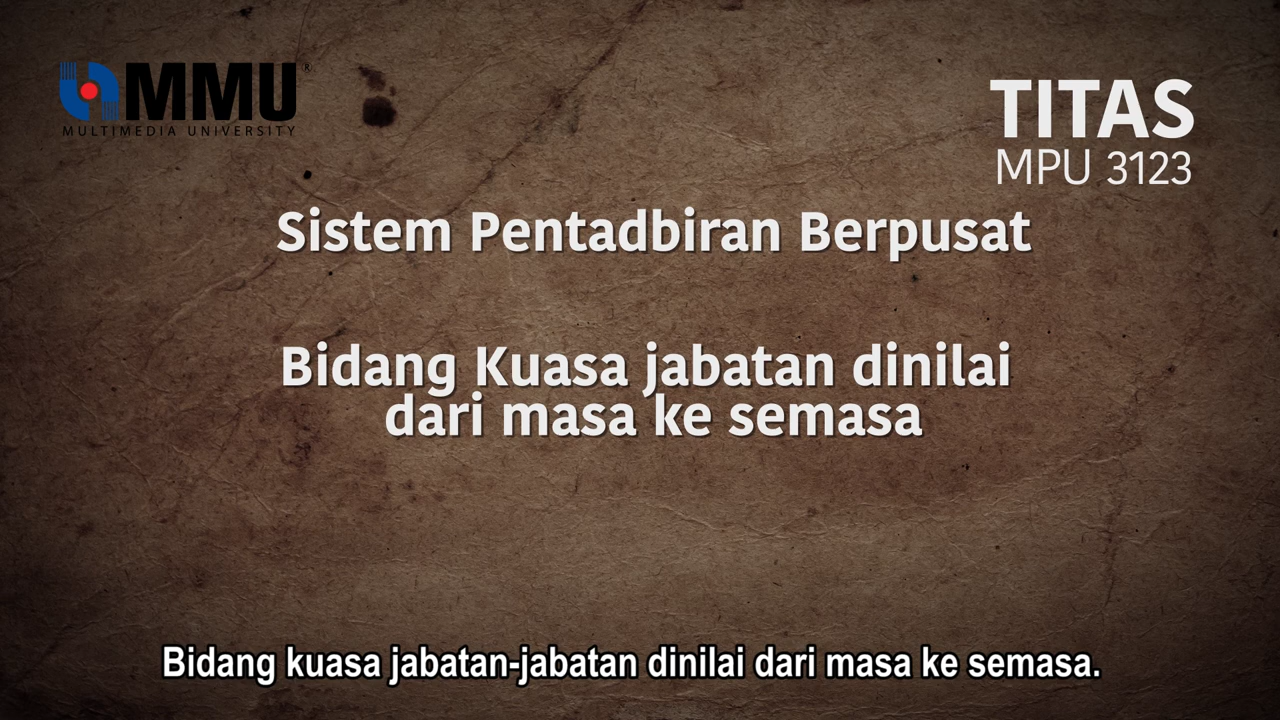 MMU®
MULTIMEDIA UNIVERSITY
TITAS
MPU 3123
Sistem Pentadbiran Berpusat
Bidang Kuasa jabatan dinilai
dari masa ke semasa
Bidang kuasa jabatan-jabatan dinilai dari masa ke semasa.